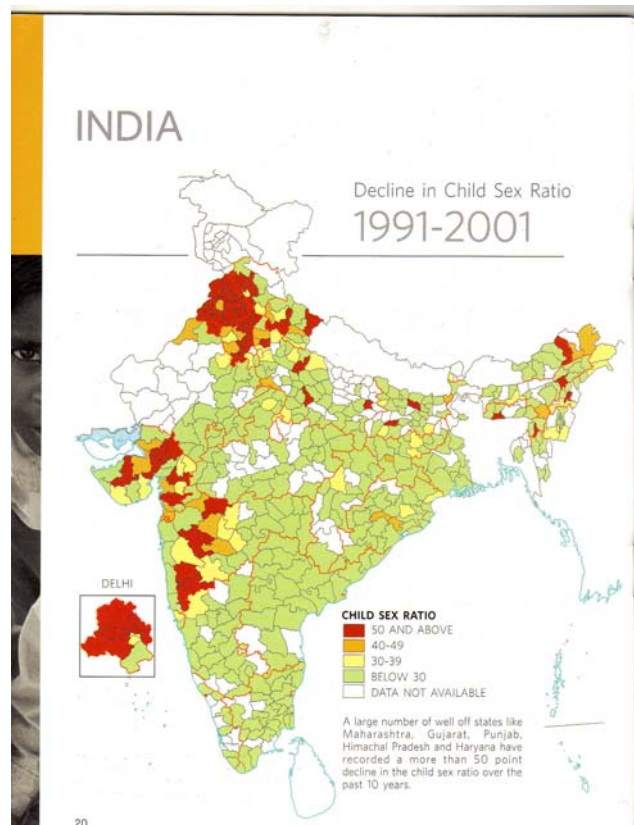 INDIA
Decline in Child Sex Ratio
1991-2001
DELHI
CHILD SEX RATIO
50 AND ABOVE
40-49
30-39
BELOW 30
DATA NOT AVAILABLE
A large number of well off states like
Maharashtra, Gujarat, Punjab,
Himachal Pradesh and Haryana have
recorded a more than 50 point
decline in the child sex ratio over the
past 10 years.
20